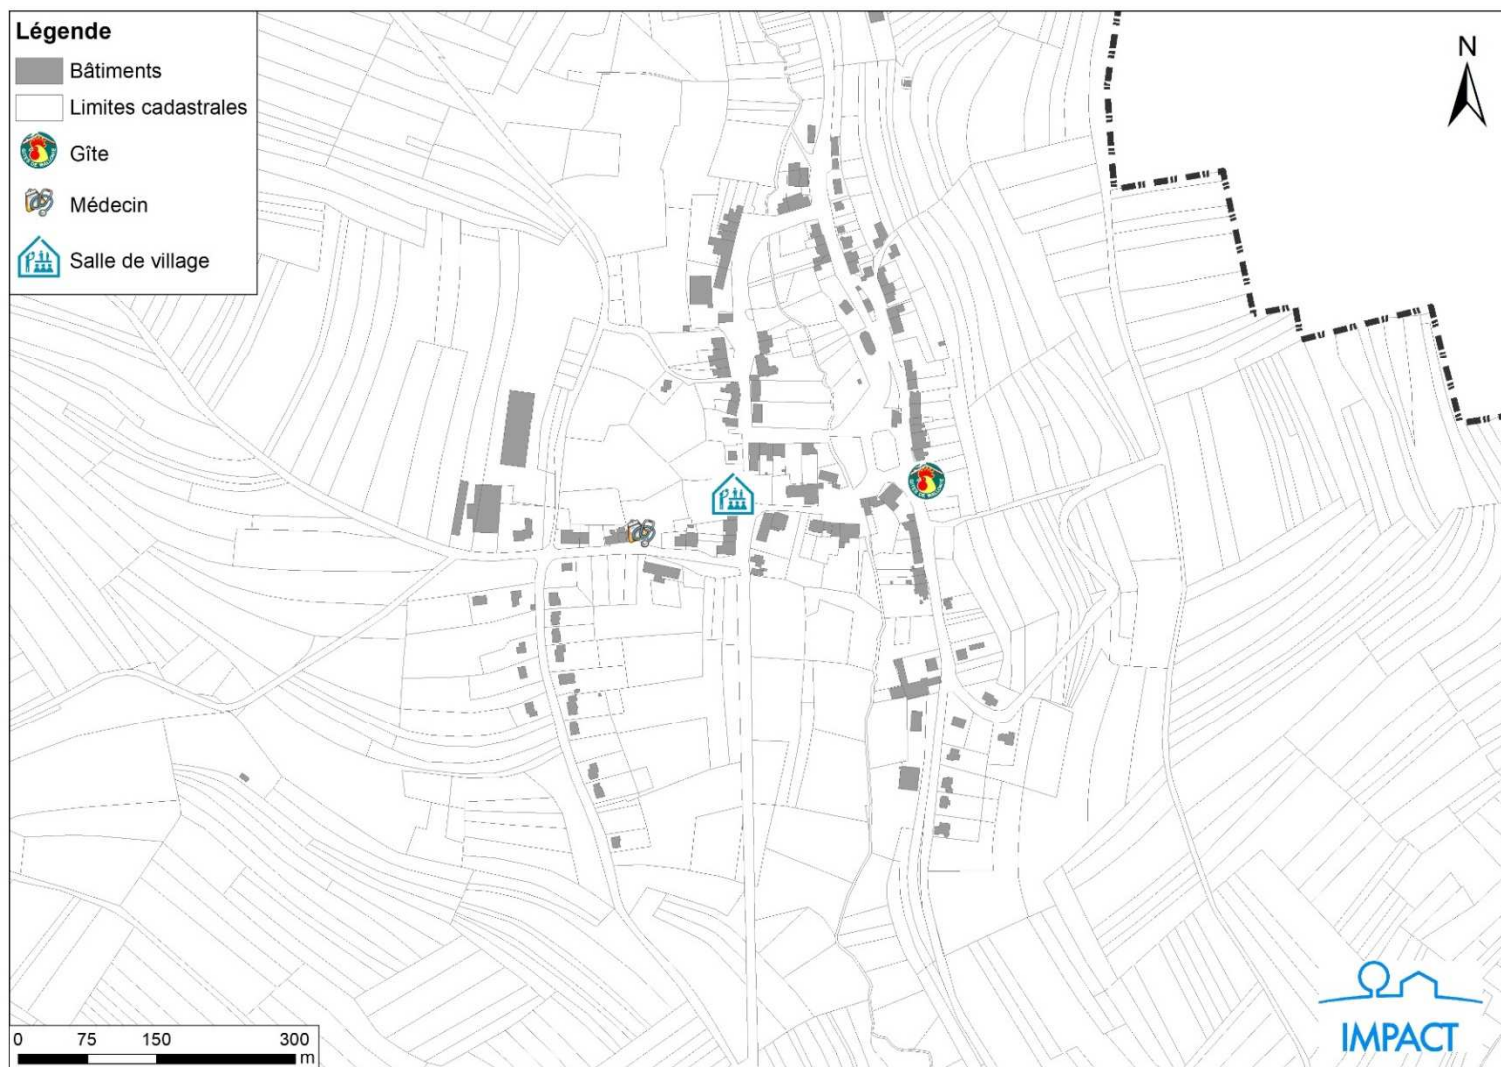 Légende
Bâtiments
Limites cadastrales
Gîte
Médecin
Salle de village
N
0 75 150 300
m
IMPACT